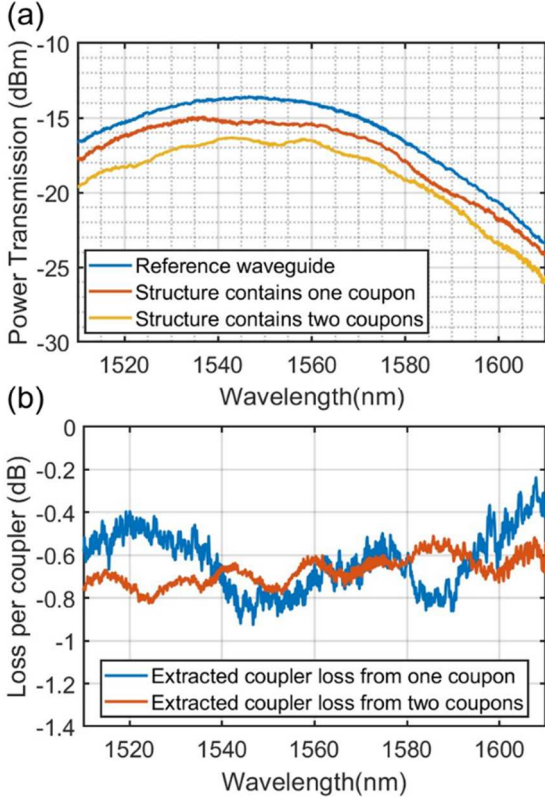 (a)
-10
-15
-20
-25
-30
Power Transmission (dBm)
Reference waveguide
Structure contains one coupon
Structure contains two coupons
1520 1540 1560 1580 1600
Wavelength(nm)
(b)
0
-0.2
-0.4
-0.6
-0.8
-1
-1.2
-1.4
Loss per coupler (dB)
Extracted coupler loss from one coupon
Extracted coupler loss from two coupons
1520 1540 1560 1580 1600
Wavelength(nm)